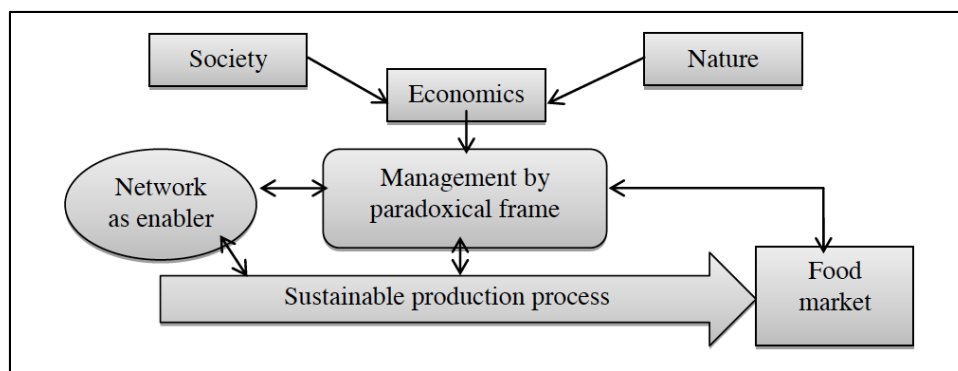 Society
Nature
Economics
Network
as enabler
Management by
paradoxical frame
Sustainable production process
Food
market